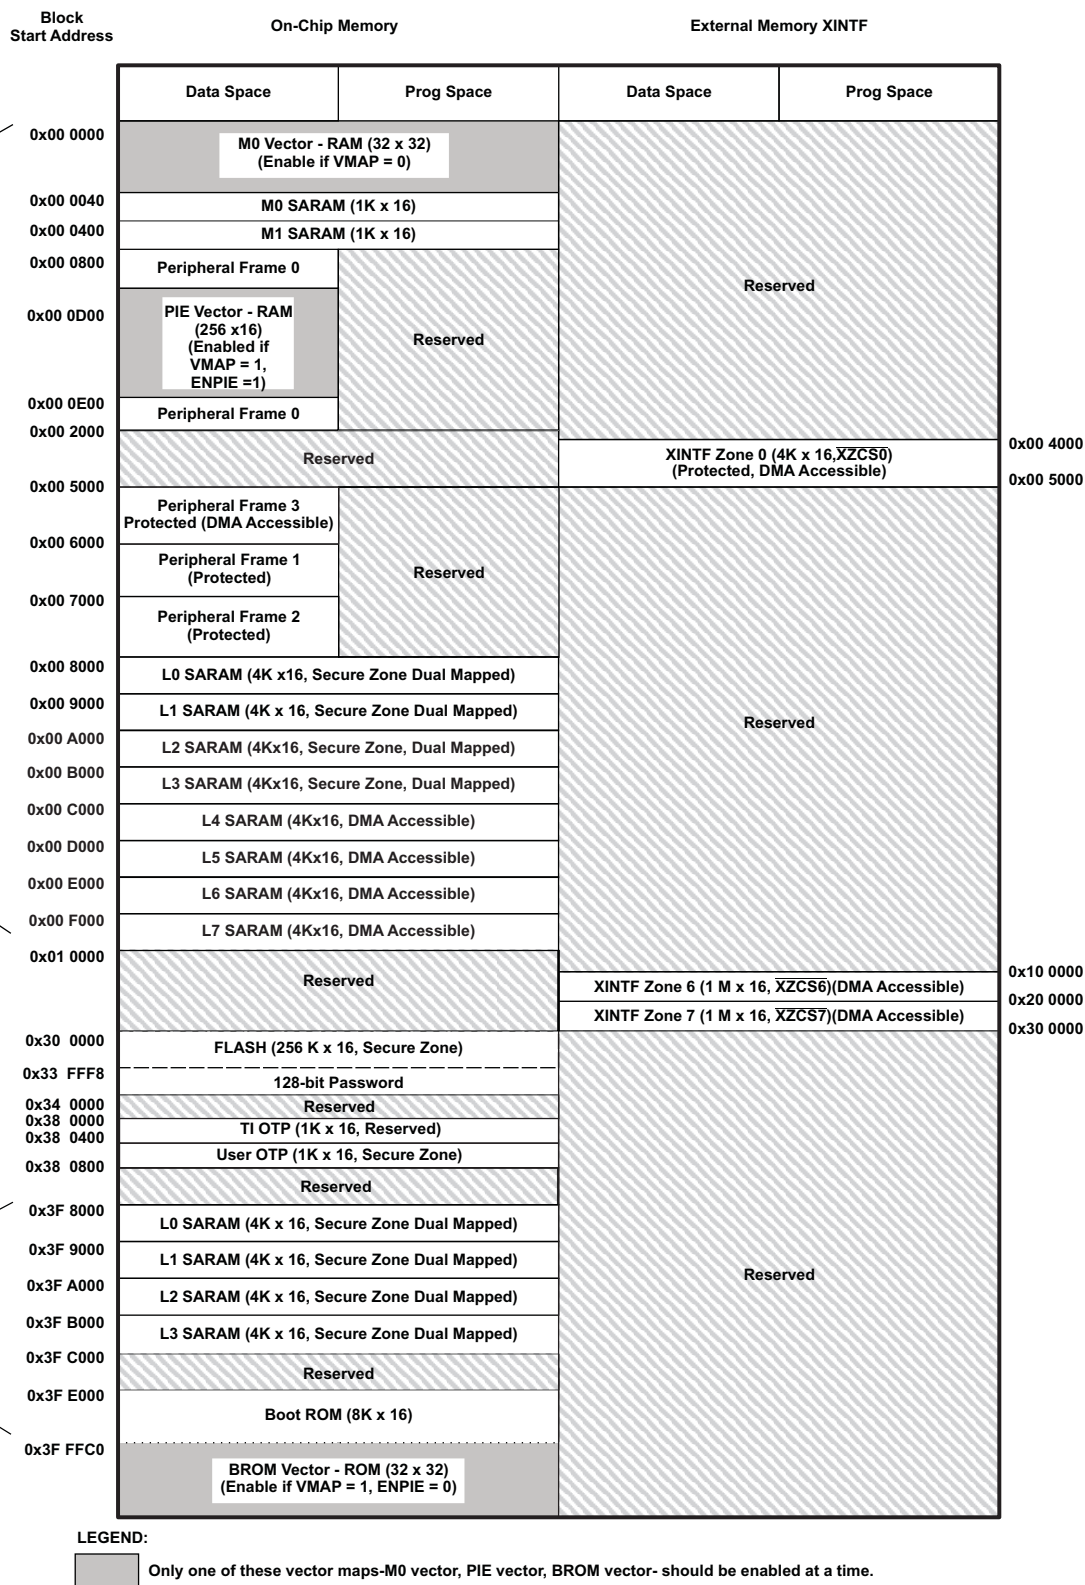 Block
Start Address
On-Chip Memory
External Memory XINTF
Data Space
Prog Space
Data Space
Prog Space
0x00 0000
M0 Vector - RAM (32 x 32)
(Enable if VMAP = 0)
0x00 0040
M0 SARAM (1K x 16)
0x00 0400
M1 SARAM (1K x 16)
0x00 0800
Peripheral Frame 0
Reserved
0x00 0D00
PIE Vector - RAM
(256 x16)
(Enabled if
VMAP = 1,
ENPIE =1)
Reserved
0x00 0E00
Peripheral Frame 0
0x00 2000
Reserved
XINTF Zone 0 (4K x 16,XZCS0)
(Protected, DMA Accessible)
0x00 4000
0x00 5000
0x00 5000
Peripheral Frame 3
Protected (DMA Accessible)
0x00 6000
Peripheral Frame 1
(Protected)
Reserved
0x00 7000
Peripheral Frame 2
(Protected)
0x00 8000
L0 SARAM (4K x16, Secure Zone Dual Mapped)
0x00 9000
L1 SARAM (4K x 16, Secure Zone Dual Mapped)
Reserved
0x00 A000
L2 SARAM (4Kx16, Secure Zone, Dual Mapped)
0x00 B000
L3 SARAM (4Kx16, Secure Zone, Dual Mapped)
0x00 C000
L4 SARAM (4Kx16, DMA Accessible)
0x00 D000
L5 SARAM (4Kx16, DMA Accessible)
0x00 E000
L6 SARAM (4Kx16, DMA Accessible)
0x00 F000
L7 SARAM (4Kx16, DMA Accessible)
0x01 0000
Reserved
0x10 0000
XINTF Zone 6 (1 M x 16, XZCS6)(DMA Accessible)
0x20 0000
XINTF Zone 7 (1 M x 16, XZCS7)(DMA Accessible)
0x30 0000
0x30 0000
FLASH (256 K x 16, Secure Zone)
0x33 FFF8
128-bit Password
0x34 0000
Reserved
0x38 0000
TI OTP (1K x 16, Reserved)
0x38 0400
User OTP (1K x 16, Secure Zone)
0x38 0800
Reserved
0x3F 8000
L0 SARAM (4K x 16, Secure Zone Dual Mapped)
0x3F 9000
L1 SARAM (4K x 16, Secure Zone Dual Mapped)
Reserved
0x3F A000
L2 SARAM (4K x 16, Secure Zone Dual Mapped)
0x3F B000
L3 SARAM (4K x 16, Secure Zone Dual Mapped)
0x3F C000
Reserved
0x3F E000
Boot ROM (8K x 16)
0x3F FFC0
BROM Vector - ROM (32 x 32)
(Enable if VMAP = 1, ENPIE = 0)
LEGEND:
Only one of these vector maps-M0 vector, PIE vector, BROM vector- should be enabled at a time.